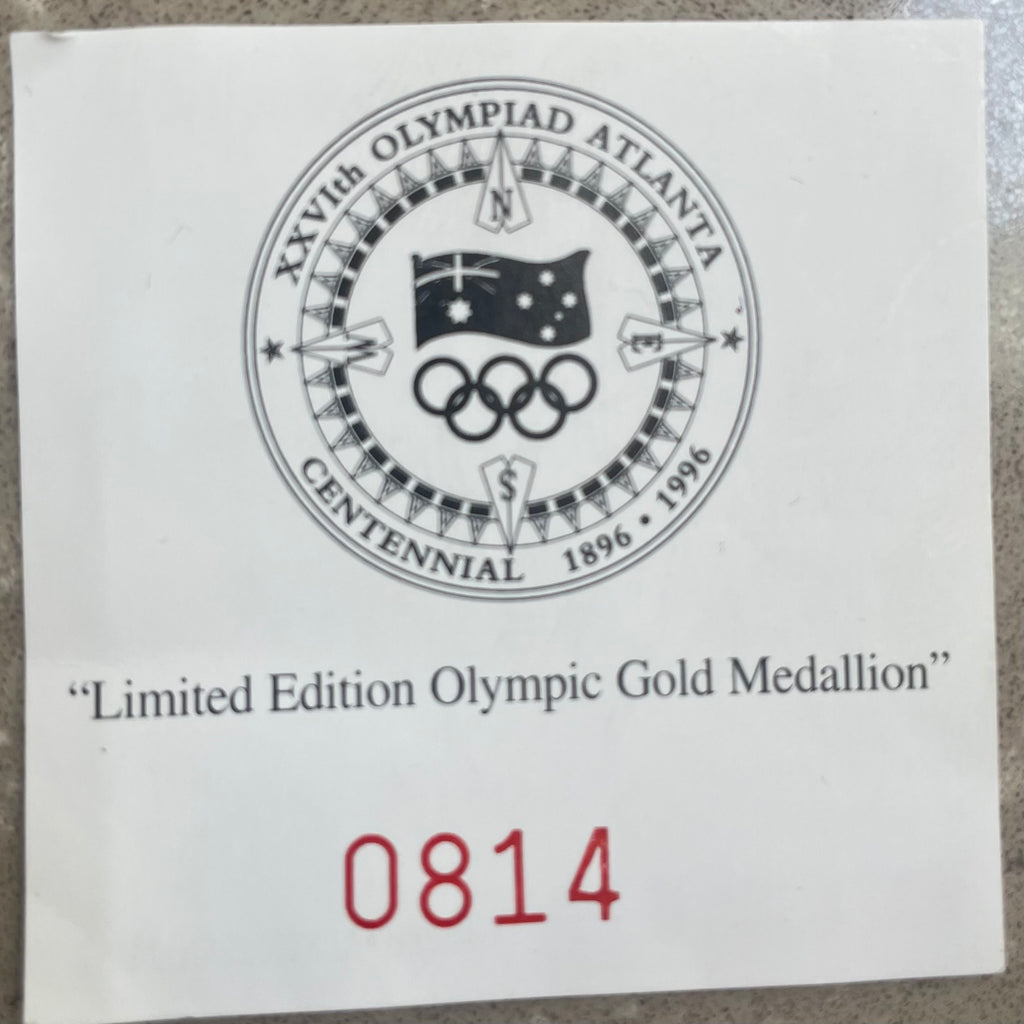 XXVIth OLYMPIAD ATLANTA
N
W
E
S
CENTENNIAL 1896 • 1996
“Limited Edition Olympic Gold Medallion”
0814